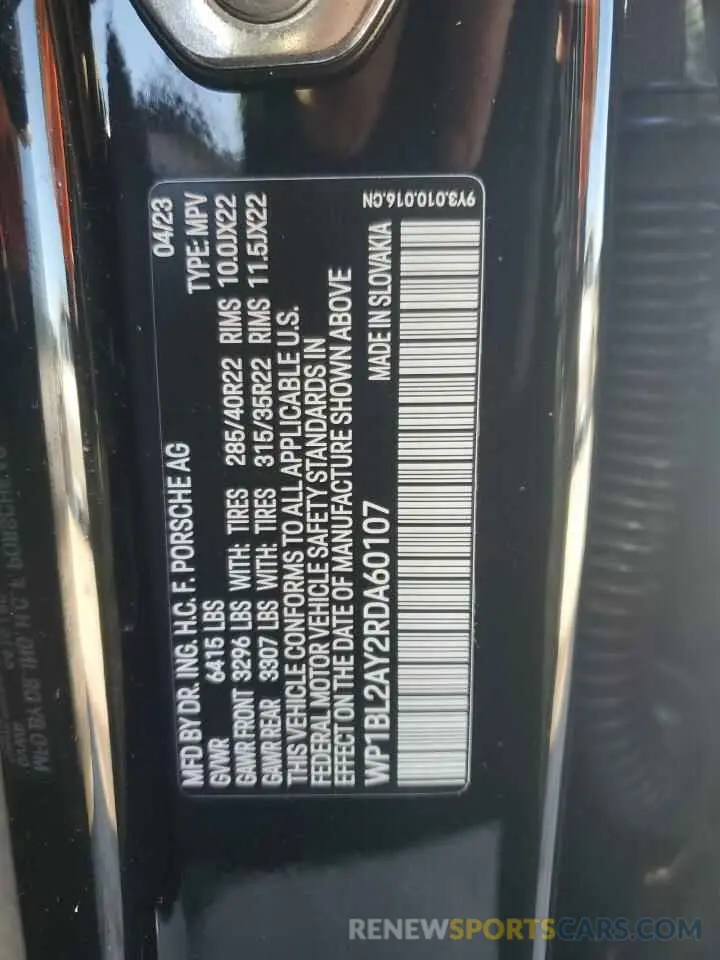 MFD BY DR. ING. H.C. F. PORSCHE AG 04/23
GVWR 6415 LBS TYPE: MPV
GAWR FRONT 3296 LBS WITH: TIRES 285/40R22 RIMS 10.0JX22
GAWR REAR 3307 LBS WITH: TIRES 315/35R22 RIMS 11.5JX22
THIS VEHICLE CONFORMS TO ALL APPLICABLE U.S.
FEDERAL MOTOR VEHICLE SAFETY STANDARDS IN
EFFECT ON THE DATE OF MANUFACTURE SHOWN ABOVE
WP1BL2AY2RDA60107 MADE IN SLOVAKIA 9Y3.010.016.CN
RENEWSPORTSCARS.COM